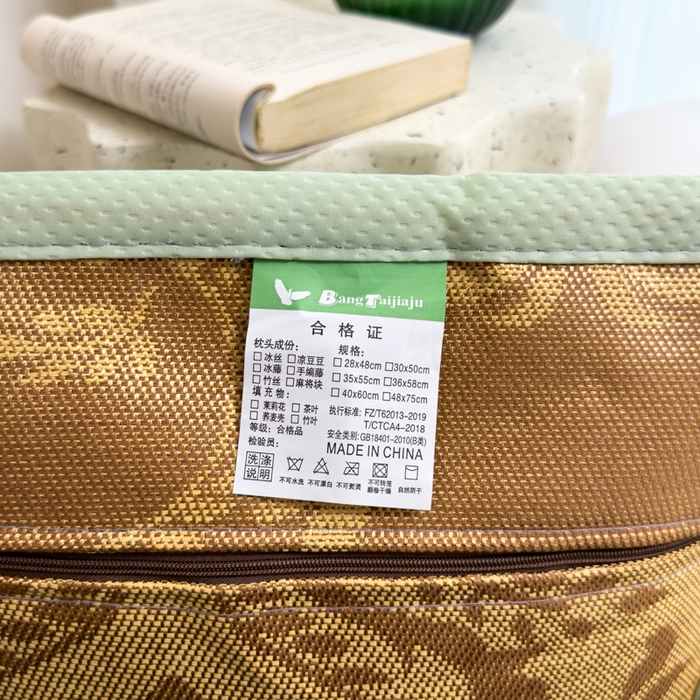 Bang Taijiaju
合格证
枕头成份:
□冰丝 □凉豆豆
□冰藤 □手编藤
□竹丝 □麻将块
填充物:
□茉莉花 □茶叶
□荞麦壳 □竹叶
等级: 合格品
检验员:
规格:
□28x48cm □30x50cm
□35x55cm □36x58cm
□40x60cm □48x75cm
执行标准: FZ/T62013-2019
T/CTCA4-2018
安全类别: GB18401-2010(B类)
MADE IN CHINA
洗涤
说明
不可水洗 不可漂白 不可熨烫 不可转笼翻卷干燥 自然阴干